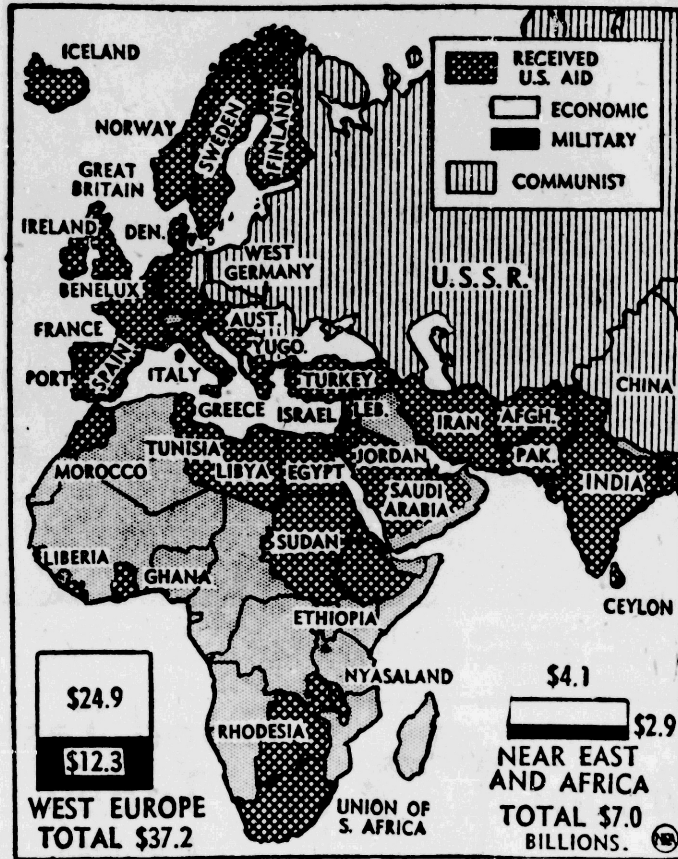 ICELAND
RECEIVED
U.S. AID
ECONOMIC
MILITARY
COMMUNIST
NORWAY
SWEDEN
FINLAND
GREAT
BRITAIN
IRELAND
DEN.
BENELUX
WEST
GERMANY
U.S.S.R.
FRANCE
AUST.
YUGO.
PORT.
SPAIN
ITALY
GREECE
TURKEY
ISRAEL
LEB.
IRAN
AFGH.
CHINA
TUNISIA
MOROCCO
LIBYA
EGYPT
JORDAN
PAK.
SAUDI
ARABIA
INDIA
SUDAN
LIBERIA
GHANA
ETHIOPIA
CEYLON
NYASALAND
RHODESIA
UNION OF
S. AFRICA
$24.9
$12.3
WEST EUROPE
TOTAL $37.2
$4.1
$2.9
NEAR EAST
AND AFRICA
TOTAL $7.0
BILLIONS.
NEA